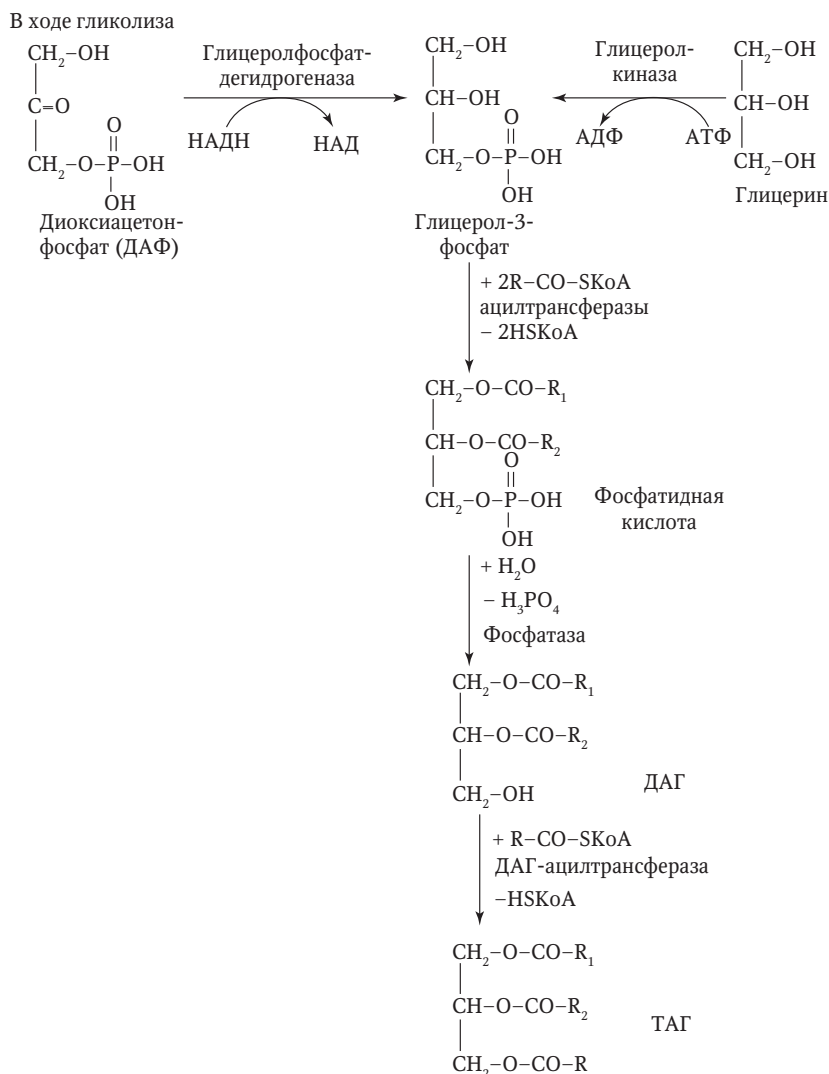 В ходе гликолиза
CH₂–OH
C=O
CH₂–O–P–OH
O
OH
Диоксиацетон-
фосфат (ДАФ)
Глицеролфосфат-
дегидрогеназа
НАДН
НАД
CH₂–OH
CH–OH
O
CH₂–O–P–OH
OH
Глицерол-3-
фосфат
Глицерол-
киназа
АДФ
АТФ
CH₂–OH
CH–OH
CH₂–OH
Глицерин
+ 2R–CO–SKoA
ацилтрансферазы
– 2HSKoA
CH₂–O–CO–R₁
CH–O–CO–R₂
O
CH₂–O–P–OH
OH
Фосфатидная
кислота
+ H₂O
– H₃PO₄
Фосфатаза
CH₂–O–CO–R₁
CH–O–CO–R₂
CH₂–OH
ДАГ
+ R–CO–SKoA
ДАГ-ацилтрансфераза
–HSKoA
CH₂–O–CO–R₁
CH–O–CO–R₂
ТАГ
CH₂–O–CO–R